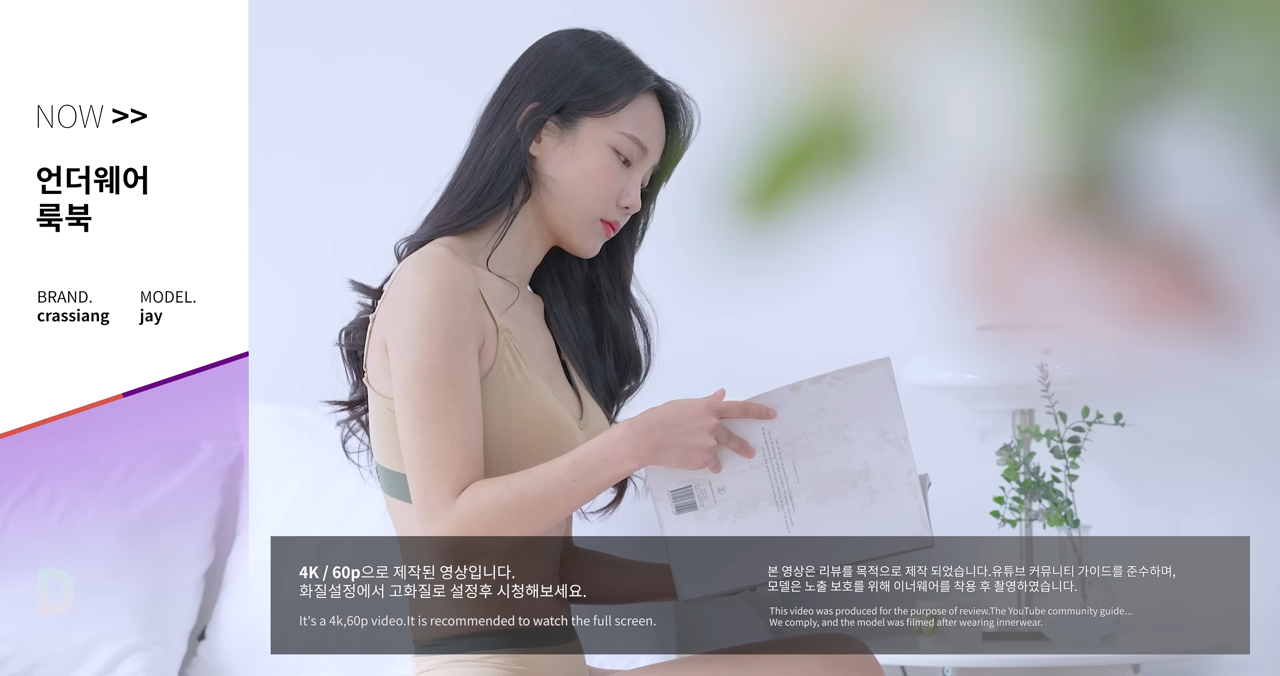 NOW >>
언더웨어
룩북
BRAND.
crassiang
MODEL.
jay
D
4K / 60p으로 제작된 영상입니다.
화질설정에서 고화질로 설정후 시청해보세요.
It's a 4k,60p video.It is recommended to watch the full screen.
본 영상은 리뷰를 목적으로 제작 되었습니다.유튜브 커뮤니티 가이드를 준수하며,
모델은 노출 보호를 위해 이너웨어를 착용 후 촬영하였습니다.
This video was produced for the purpose of review.The YouTube community guide...
We comply, and the model was filmed after wearing innerwear.